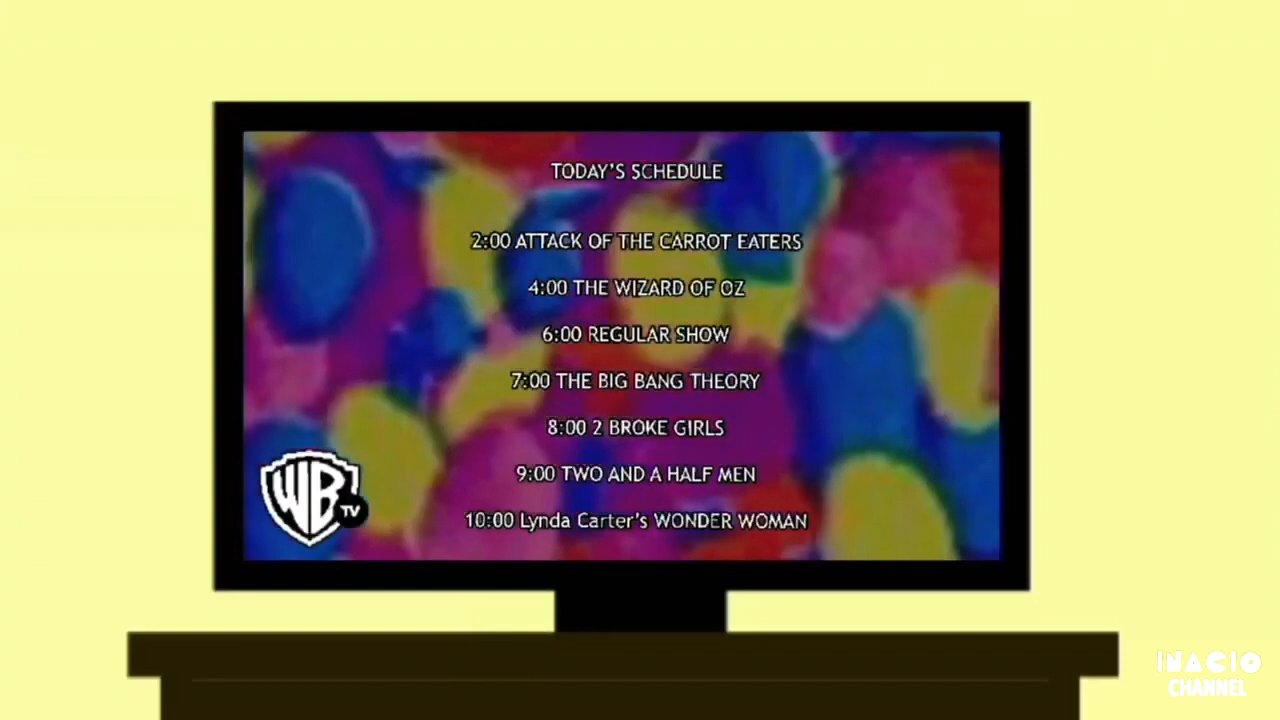 TODAY'S SCHEDULE
2:00 ATTACK OF THE CARROT EATERS
4:00 THE WIZARD OF OZ
6:00 REGULAR SHOW
7:00 THE BIG BANG THEORY
8:00 2 BROKE GIRLS
9:00 TWO AND A HALF MEN
10:00 Lynda Carter's WONDER WOMAN
WB TV
INACIO
CHANNEL